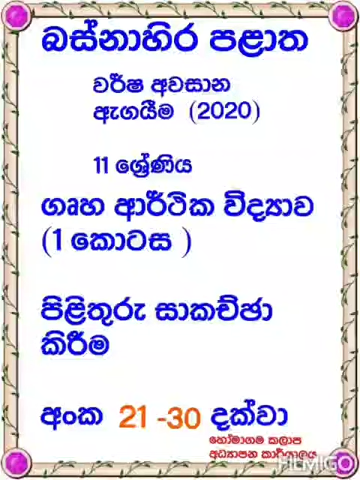 බස්නාහිර පළාත
වර්ෂ අවසාන
ඇගයීම (2020)
11 ශ්‍රේණිය
ගෘහ ආර්ථික විද්‍යාව
(1 කොටස )
පිළිතුරු සාකච්ඡා
කිරීම
අංක 21 -30 දක්වා
හෝමාගම කලාප
අධ්‍යාපන කාර්යාලය
FILMIGO